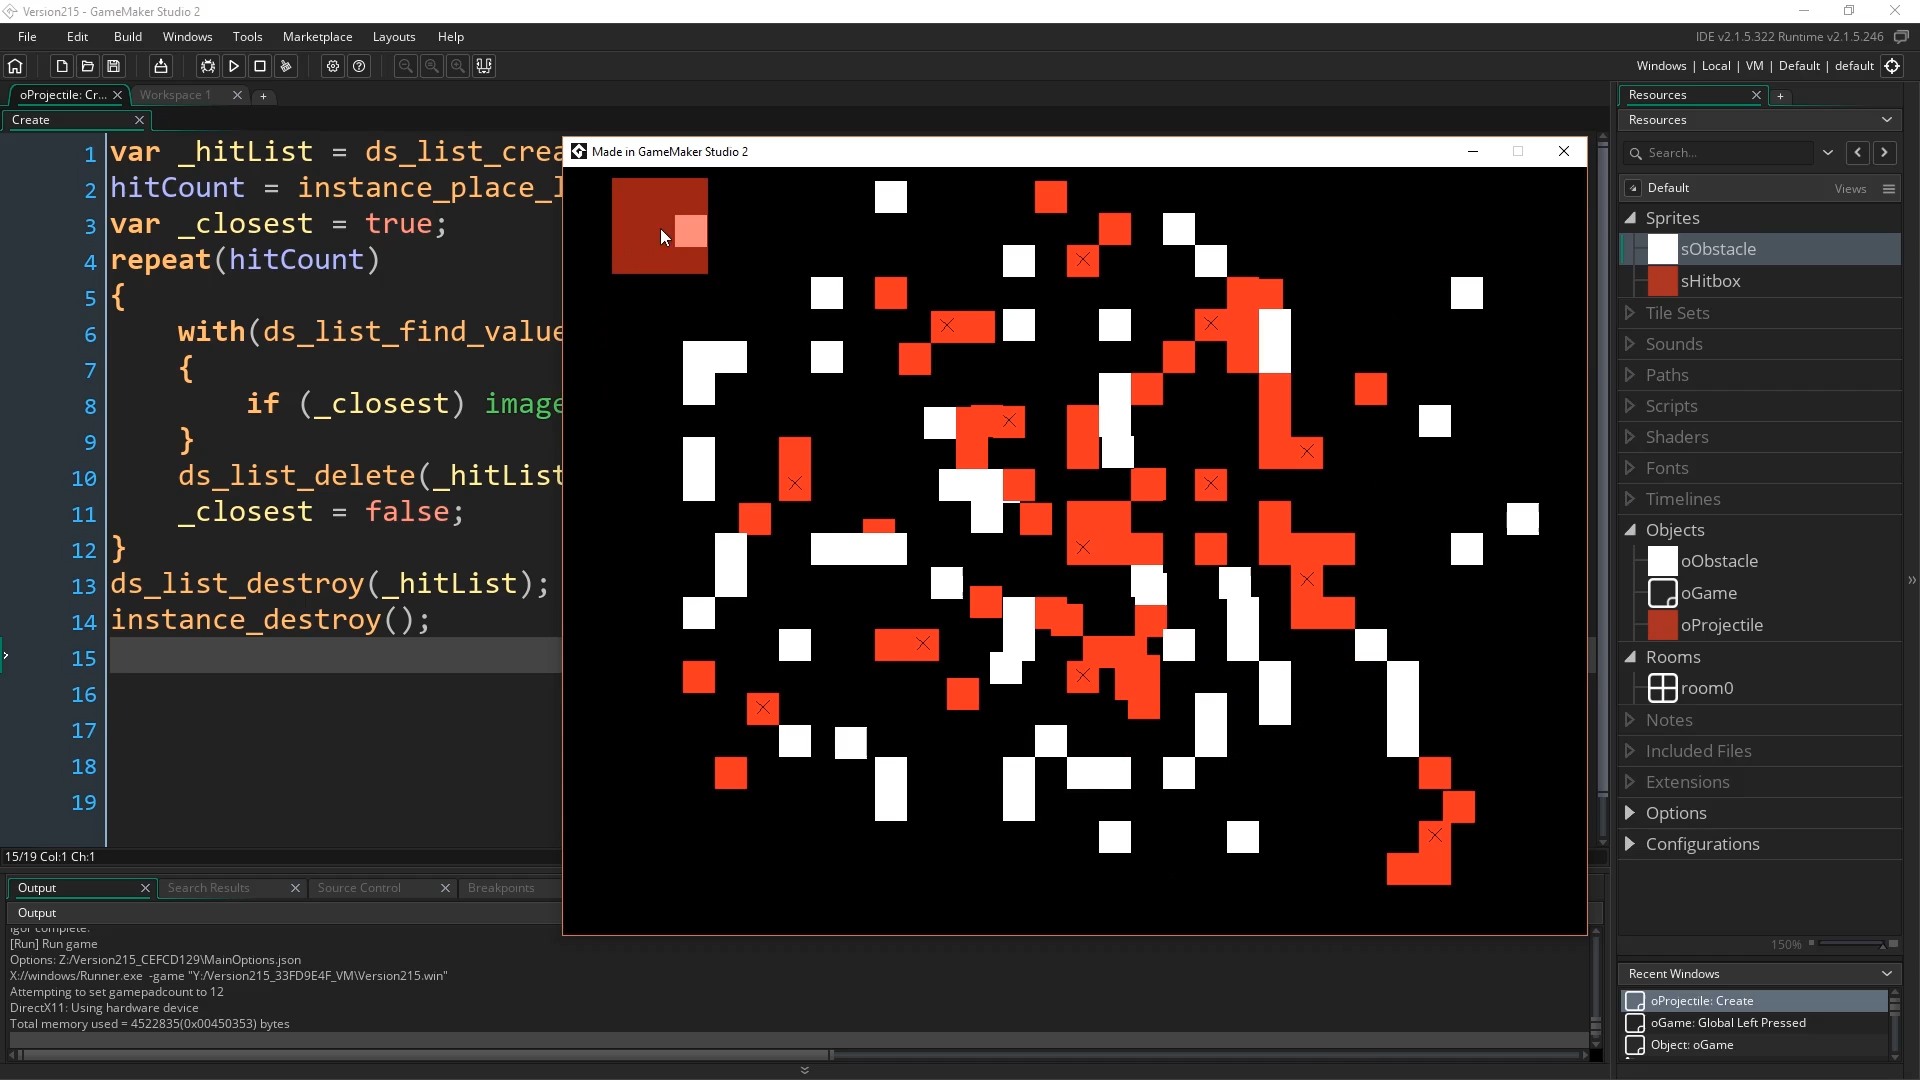 Version215 - GameMaker Studio 2
File Edit Build Windows Tools Marketplace Layouts Help
IDE v2.1.5.322 Runtime v2.1.5.246
Windows | Local | VM | Default | default
oProjectile: Cr...
Workspace 1
Create
1 var _hitList = ds_list_crea
2 hitCount = instance_place_l
3 var _closest = true;
4 repeat(hitCount)
5 {
6 with(ds_list_find_value
7 {
8 if (_closest) image
9 }
10 ds_list_delete(_hitList
11 _closest = false;
12 }
13 ds_list_destroy(_hitList);
14 instance_destroy();
15
16
17
18
19
15/19 Col:1 Ch:1
Made in GameMaker Studio 2
Output
Search Results
Source Control
Breakpoints
Output
Igor complete.
[Run] Run game
Options: Z:/Version215_CEFCD129\MainOptions.json
X://windows/Runner.exe -game "Y:/Version215_33FD9E4F_VM\Version215.win"
Attempting to set gamepadcount to 12
DirectX11: Using hardware device
Total memory used = 4522835(0x00450353) bytes
Resources
Resources
Search...
Default
Views
Sprites
sObstacle
sHitbox
Tile Sets
Sounds
Paths
Scripts
Shaders
Fonts
Timelines
Objects
oObstacle
oGame
oProjectile
Rooms
room0
Notes
Included Files
Extensions
Options
Configurations
150%
Recent Windows
oProjectile: Create
oGame: Global Left Pressed
Object: oGame